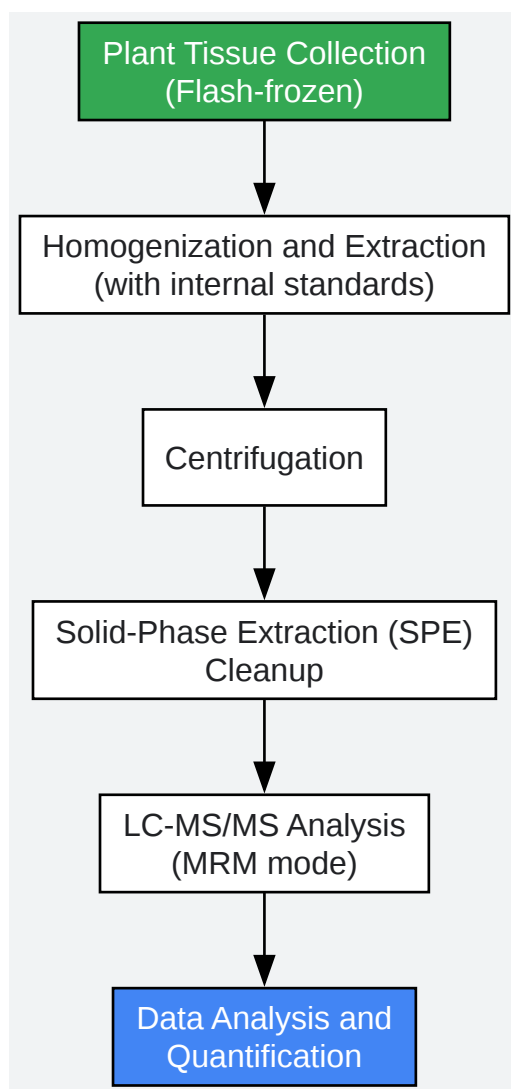 Plant Tissue Collection
(Flash-frozen)
Homogenization and Extraction
(with internal standards)
Centrifugation
Solid-Phase Extraction (SPE)
Cleanup
LC-MS/MS Analysis
(MRM mode)
Data Analysis and
Quantification